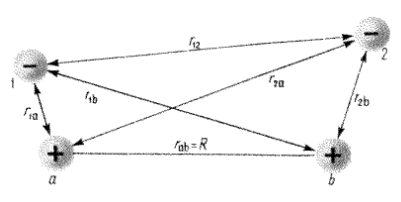 r₁₂
− 2
1 −
r₂ₐ
r₁b
r₂b
r₁ₐ
+ rab = R +
a b